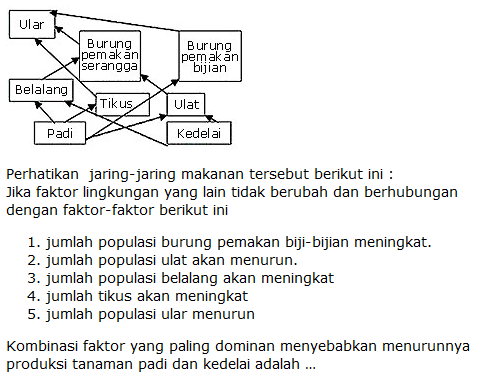 Ular
Burung
pemakan
serangga
Burung
pemakan
bijian
Belalang
Tikus
Ulat
Padi
Kedelai
Perhatikan jaring-jaring makanan tersebut berikut ini :
Jika faktor lingkungan yang lain tidak berubah dan berhubungan
dengan faktor-faktor berikut ini
1. jumlah populasi burung pemakan biji-bijian meningkat.
2. jumlah populasi ulat akan menurun.
3. jumlah populasi belalang akan meningkat
4. jumlah tikus akan meningkat
5. jumlah populasi ular menurun
Kombinasi faktor yang paling dominan menyebabkan menurunnya
produksi tanaman padi dan kedelai adalah ...